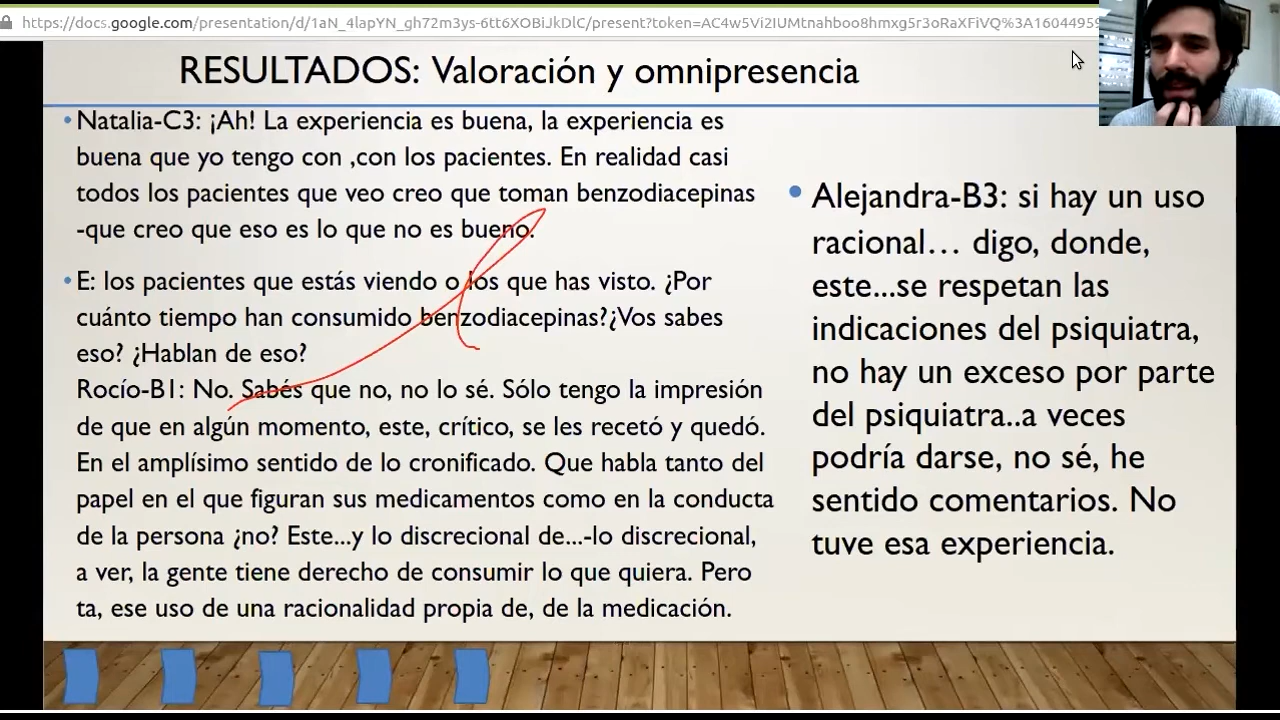 https://docs.google.com/presentation/d/1aN_4lapYN_gh72m3ys-6tt6XOBiJkDlC/present?token=AC4w5Vi2IUMtnahboo8hmxg5r3oRaXFiVQ%3A16044959
RESULTADOS: Valoración y omnipresencia
• Natalia-C3: ¡Ah! La experiencia es buena, la experiencia es
buena que yo tengo con ,con los pacientes. En realidad casi
todos los pacientes que veo creo que toman benzodiacepinas
-que creo que eso es lo que no es bueno.
• E: los pacientes que estás viendo o los que has visto. ¿Por
cuánto tiempo han consumido benzodiacepinas?¿Vos sabes
eso? ¿Hablan de eso?
Rocío-B1: No. Sabés que no, no lo sé. Sólo tengo la impresión
de que en algún momento, este, crítico, se les recetó y quedó.
En el amplísimo sentido de lo cronificado. Que habla tanto del
papel en el que figuran sus medicamentos como en la conducta
de la persona ¿no? Este...y lo discrecional de...-lo discrecional,
a ver, la gente tiene derecho de consumir lo que quiera. Pero
ta, ese uso de una racionalidad propia de, de la medicación.
• Alejandra-B3: si hay un uso
racional… digo, donde,
este...se respetan las
indicaciones del psiquiatra,
no hay un exceso por parte
del psiquiatra..a veces
podría darse, no sé, he
sentido comentarios. No
tuve esa experiencia.